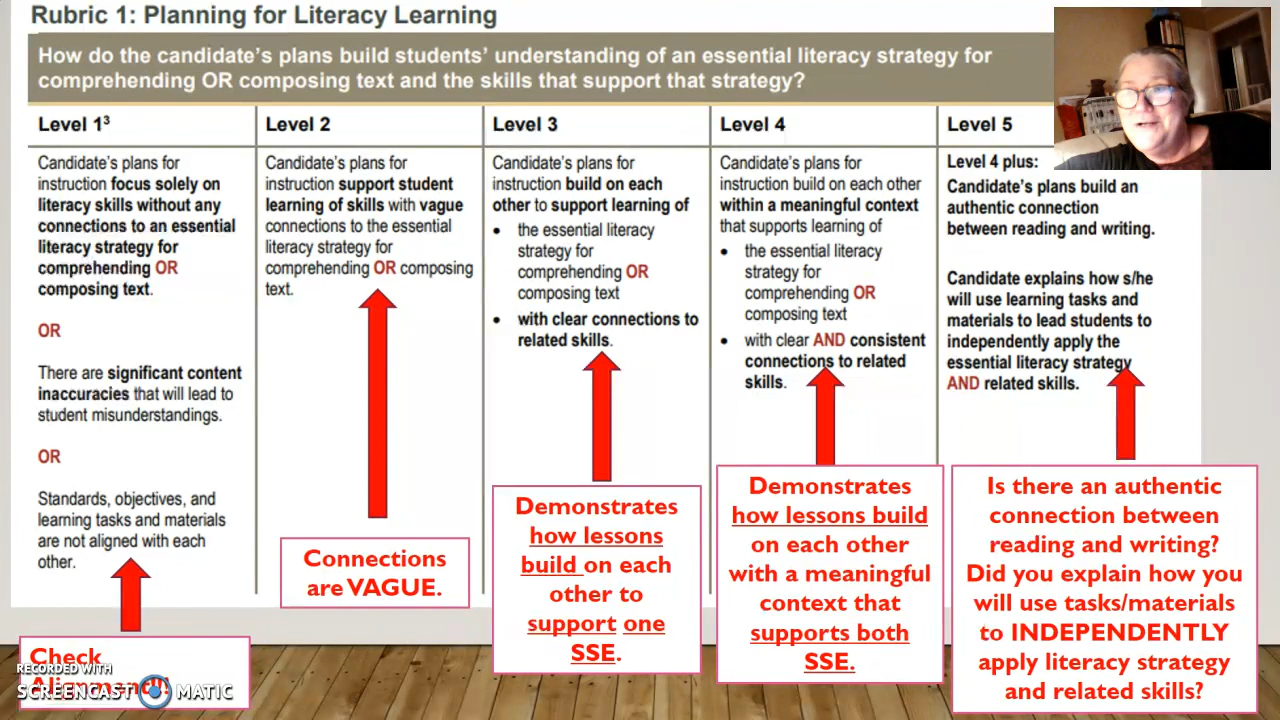 Rubric 1: Planning for Literacy Learning
How do the candidate's plans build students' understanding of an essential literacy strategy for
comprehending OR composing text and the skills that support that strategy?
Level 1³
Candidate's plans for
instruction focus solely on
literacy skills without any
connections to an essential
literacy strategy for
comprehending OR
composing text.
OR
There are significant content
inaccuracies that will lead to
student misunderstandings.
OR
Standards, objectives, and
learning tasks and materials
are not aligned with each
other.
Level 2
Candidate's plans for
instruction support student
learning of skills with vague
connections to the essential
literacy strategy for
comprehending OR composing
text.
Level 3
Candidate's plans for
instruction build on each
other to support learning of
• the essential literacy
strategy for
comprehending OR
composing text
• with clear connections to
related skills.
Level 4
Candidate's plans for
instruction build on each other
within a meaningful context
that supports learning of
• the essential literacy
strategy for
comprehending OR
composing text
• with clear AND consistent
connections to related
skills.
Level 5
Level 4 plus:
Candidate's plans build an
authentic connection
between reading and writing.
Candidate explains how s/he
will use learning tasks and
materials to lead students to
independently apply the
essential literacy strategy
AND related skills.
Check
Connections
are VAGUE.
Demonstrates
how lessons
build on each
other to
support one
SSE.
Demonstrates
how lessons build
on each other
with a meaningful
context that
supports both
SSE.
Is there an authentic
connection between
reading and writing?
Did you explain how you
will use tasks/materials
to INDEPENDENTLY
apply literacy strategy
and related skills?
RECORDED WITH
SCREENCAST MATIC